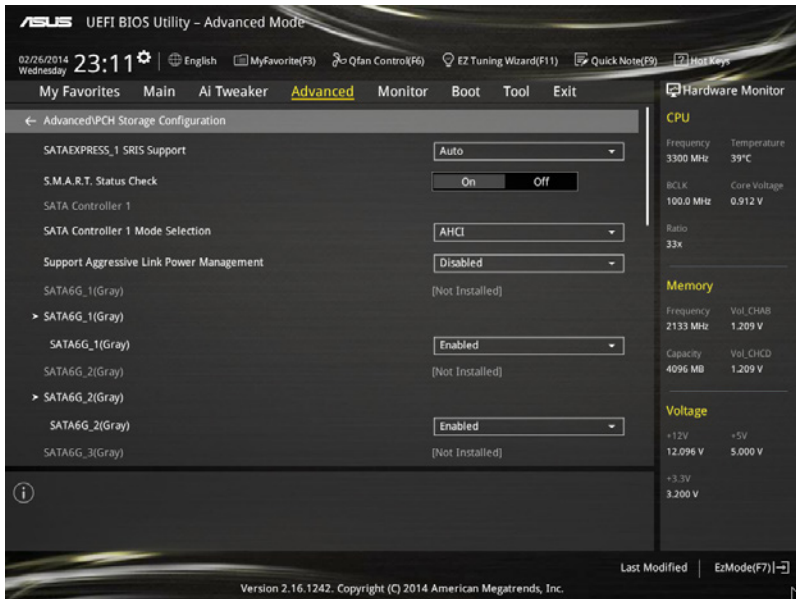 ASUS UEFI BIOS Utility – Advanced Mode
02/26/2014 Wednesday 23:11 English MyFavorite(F3) Qfan Control(F6) EZ Tuning Wizard(F11) Quick Note(F9) ? Hot Keys
My Favorites Main Ai Tweaker Advanced Monitor Boot Tool Exit
← Advanced\PCH Storage Configuration
SATAEXPRESS_1 SRIS Support Auto
S.M.A.R.T. Status Check On Off
SATA Controller 1
SATA Controller 1 Mode Selection AHCI
Support Aggressive Link Power Management Disabled
SATA6G_1(Gray) [Not Installed]
> SATA6G_1(Gray)
SATA6G_1(Gray) Enabled
SATA6G_2(Gray) [Not Installed]
> SATA6G_2(Gray)
SATA6G_2(Gray) Enabled
SATA6G_3(Gray) [Not Installed]
Hardware Monitor
CPU
Frequency Temperature
3300 MHz 39°C
BCLK Core Voltage
100.0 MHz 0.912 V
Ratio
33x
Memory
Frequency Vol_CHAB
2133 MHz 1.209 V
Capacity Vol_CHCD
4096 MB 1.209 V
Voltage
+12V +5V
12.096 V 5.000 V
+3.3V
3.200 V
Last Modified EzMode(F7)
Version 2.16.1242. Copyright (C) 2014 American Megatrends, Inc.